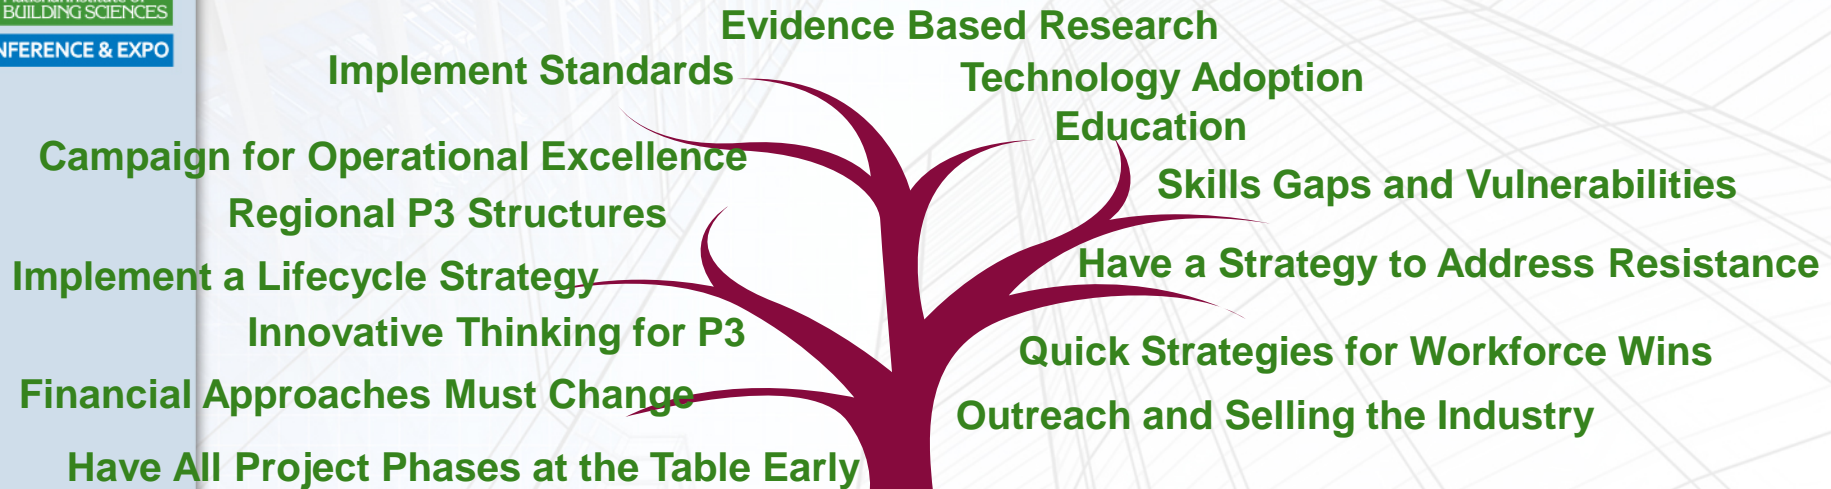 BUILDING SCIENCES
CONFERENCE & EXPO
Evidence Based Research
Implement Standards
Technology Adoption
Education
Campaign for Operational Excellence
Skills Gaps and Vulnerabilities
Regional P3 Structures
Have a Strategy to Address Resistance
Implement a Lifecycle Strategy
Innovative Thinking for P3
Quick Strategies for Workforce Wins
Financial Approaches Must Change
Outreach and Selling the Industry
Have All Project Phases at the Table Early